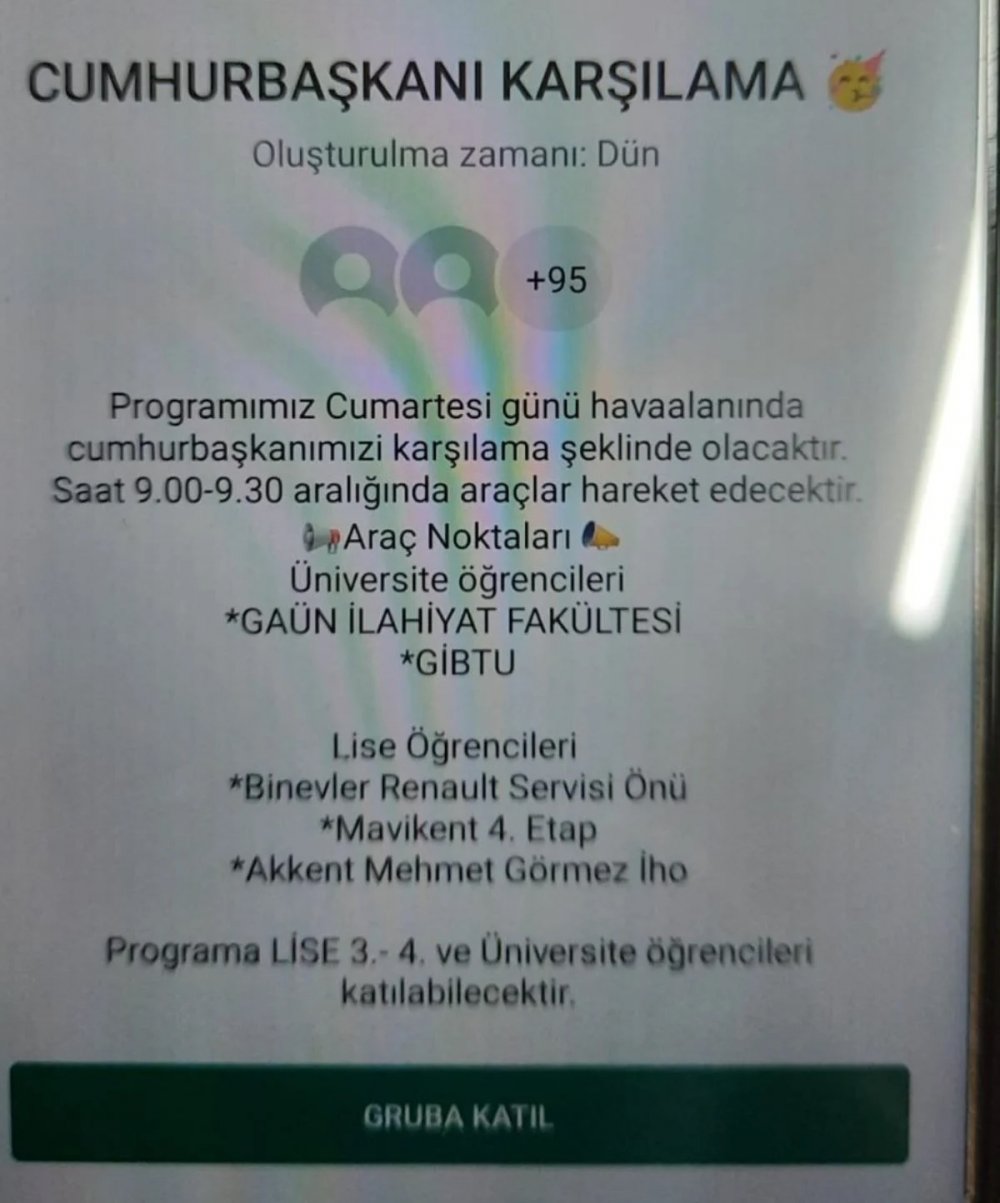 CUMHURBAŞKANI KARŞILAMA 🥳
Oluşturulma zamanı: Dün
+95
Programımız Cumartesi günü havaalanında
cumhurbaşkanımızi karşılama şeklinde olacaktır.
Saat 9.00-9.30 aralığında araçlar hareket edecektir.
📢Araç Noktaları 📣
Üniversite öğrencileri
*GAÜN İLAHİYAT FAKÜLTESİ
*GİBTU
Lise Öğrencileri
*Binevler Renault Servisi Önü
*Mavikent 4. Etap
*Akkent Mehmet Görmez İho
Programa LİSE 3.- 4. ve Üniversite öğrencileri
katılabilecektir.
GRUBA KATIL